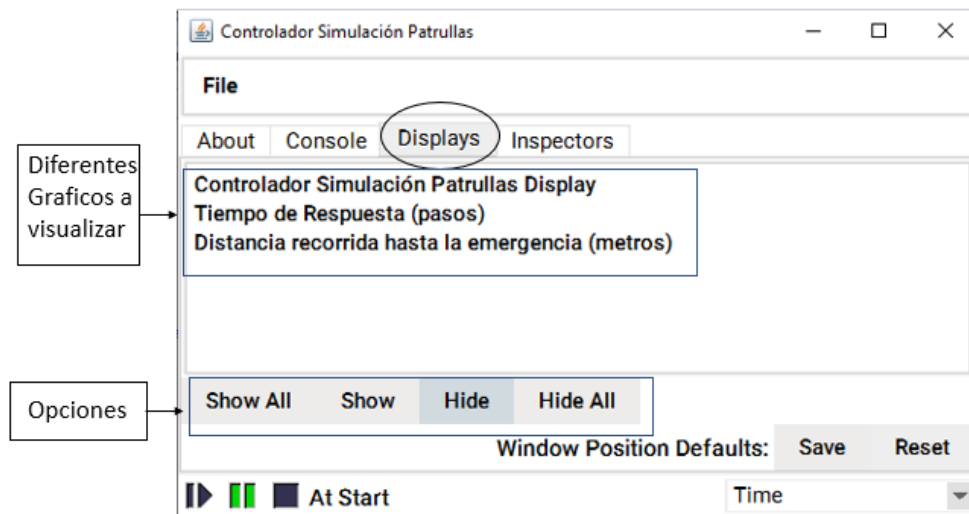 Controlador Simulación Patrullas
File
About Console Displays Inspectors
Diferentes
Graficos a
visualizar
Controlador Simulación Patrullas Display
Tiempo de Respuesta (pasos)
Distancia recorrida hasta la emergencia (metros)
Opciones
Show All Show Hide Hide All
Window Position Defaults: Save Reset
At Start Time